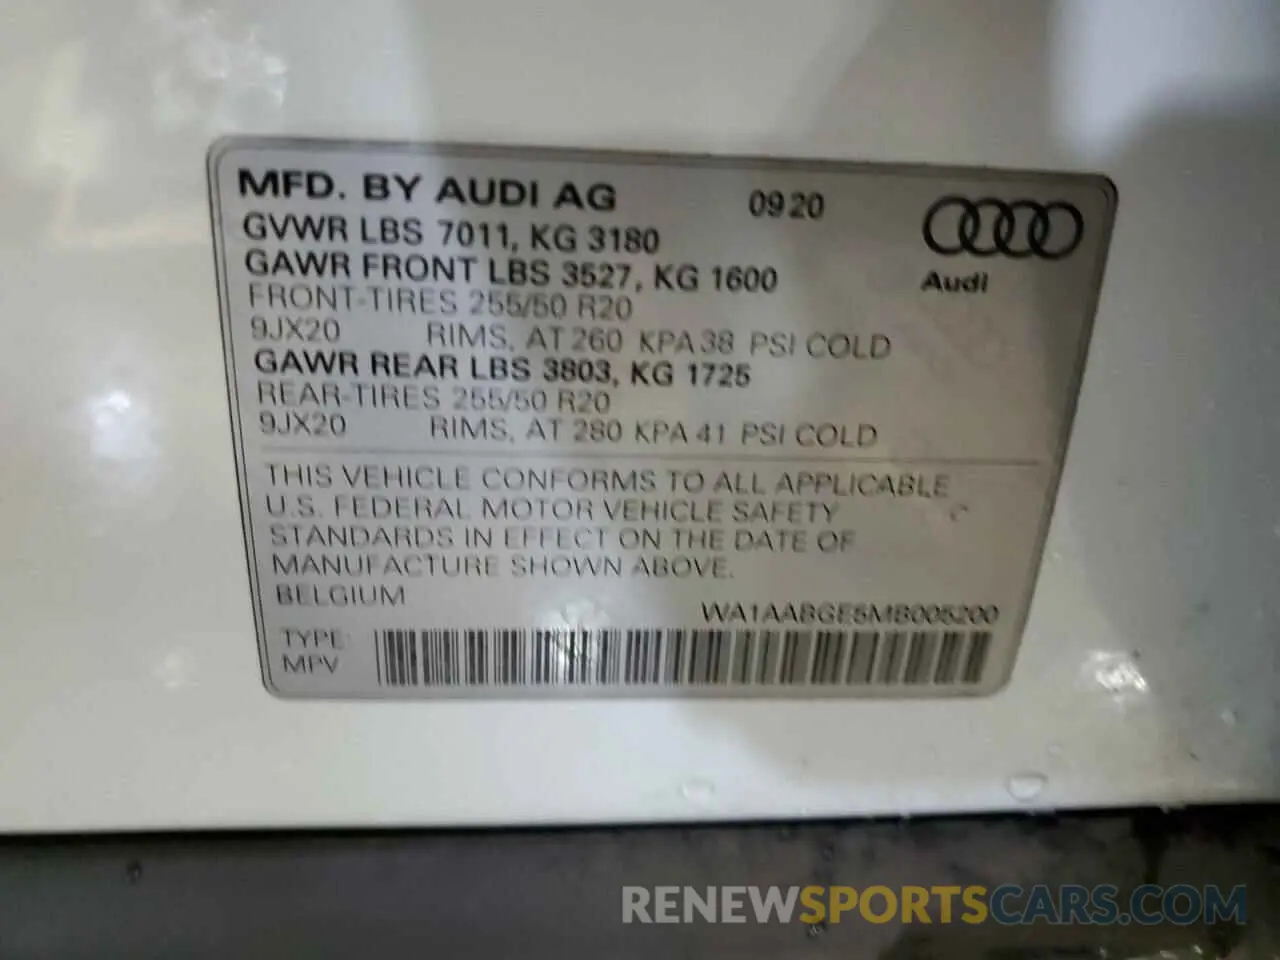 MFD. BY AUDI AG 09 20
GVWR LBS 7011, KG 3180
GAWR FRONT LBS 3527, KG 1600
Audi
FRONT-TIRES 255/50 R20
9JX20 RIMS, AT 260 KPA 38 PSI COLD
GAWR REAR LBS 3803, KG 1725
REAR-TIRES 255/50 R20
9JX20 RIMS, AT 280 KPA 41 PSI COLD
THIS VEHICLE CONFORMS TO ALL APPLICABLE
U.S. FEDERAL MOTOR VEHICLE SAFETY
STANDARDS IN EFFECT ON THE DATE OF
MANUFACTURE SHOWN ABOVE.
BELGIUM
WA1AABGE5MB005200
TYPE:
MPV
RENEWSPORTSCARS.COM